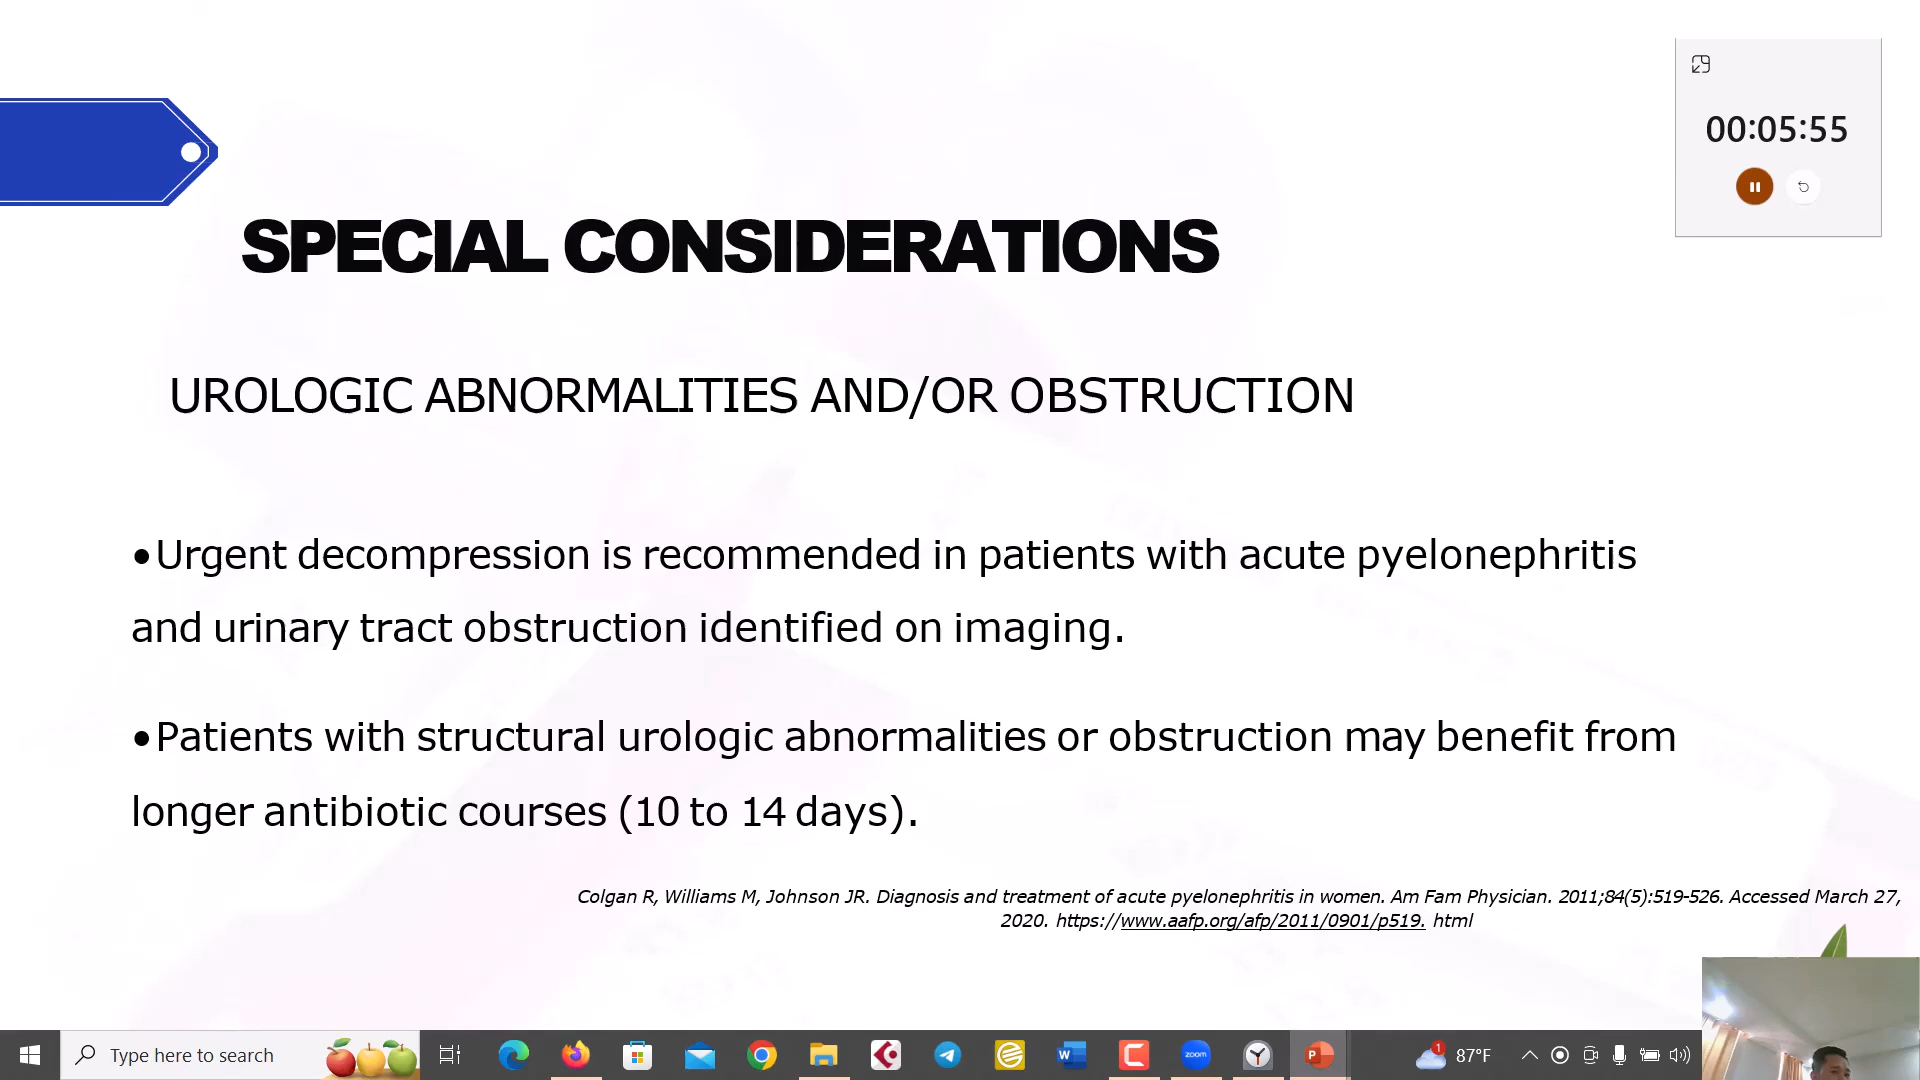 00:05:55
SPECIAL CONSIDERATIONS
UROLOGIC ABNORMALITIES AND/OR OBSTRUCTION
•Urgent decompression is recommended in patients with acute pyelonephritis
and urinary tract obstruction identified on imaging.
•Patients with structural urologic abnormalities or obstruction may benefit from
longer antibiotic courses (10 to 14 days).
Colgan R, Williams M, Johnson JR. Diagnosis and treatment of acute pyelonephritis in women. Am Fam Physician. 2011;84(5):519-526. Accessed March 27,
2020. https://www.aafp.org/afp/2011/0901/p519. html
Type here to search
zoom
1
87°F